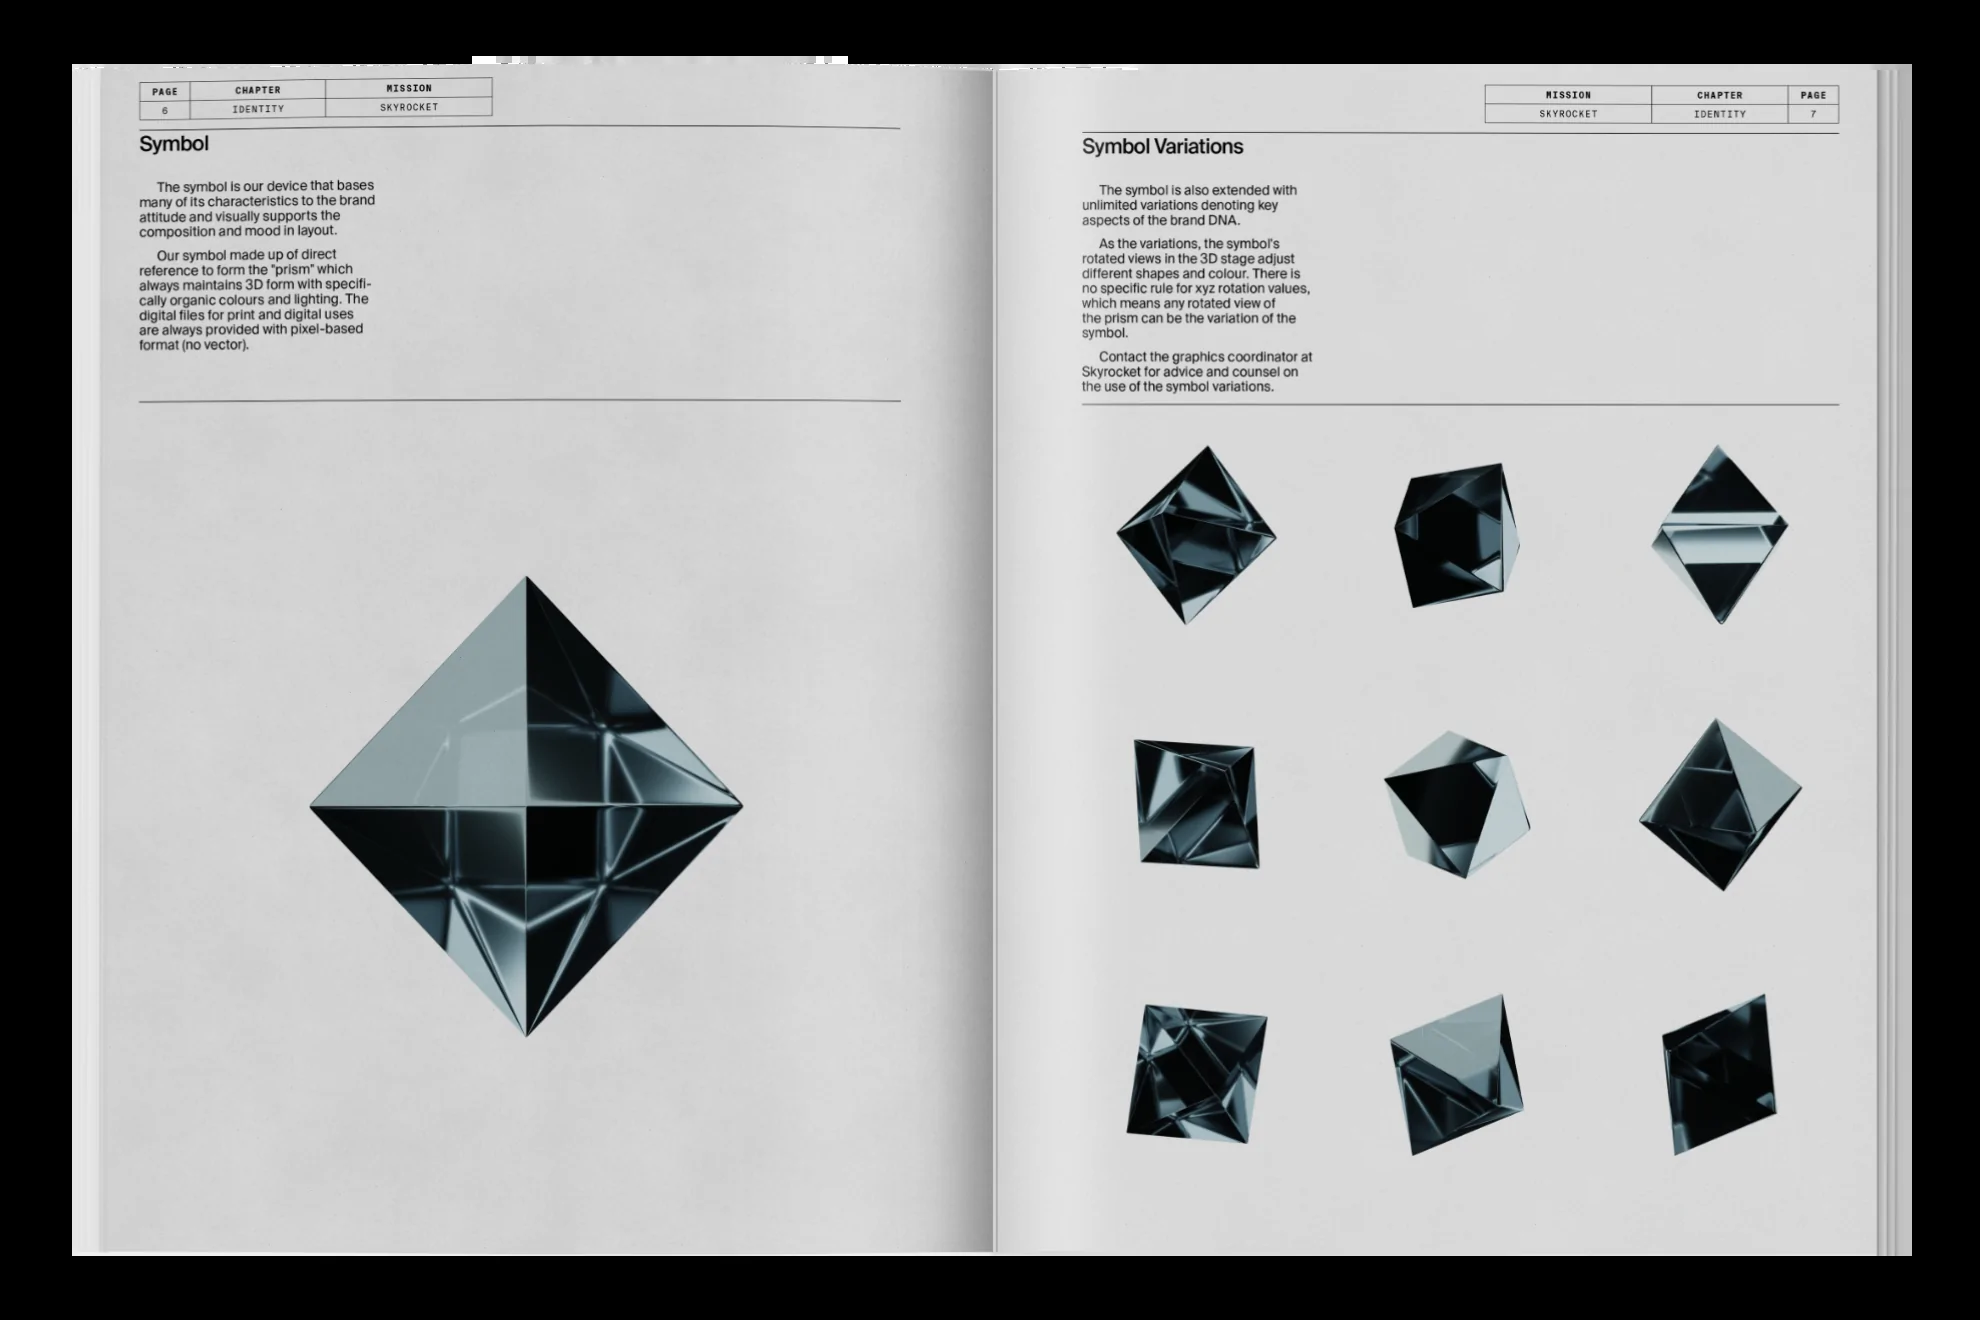 PAGE CHAPTER MISSION
6 IDENTITY SKYROCKET
Symbol
The symbol is our device that bases
many of its characteristics to the brand
attitude and visually supports the
composition and mood in layout.
Our symbol made up of direct
reference to form the "prism" which
always maintains 3D form with specifi-
cally organic colours and lighting. The
digital files for print and digital uses
are always provided with pixel-based
format (no vector).
MISSION CHAPTER PAGE
SKYROCKET IDENTITY 7
Symbol Variations
The symbol is also extended with
unlimited variations denoting key
aspects of the brand DNA.
As the variations, the symbol's
rotated views in the 3D stage adjust
different shapes and colour. There is
no specific rule for xyz rotation values,
which means any rotated view of
the prism can be the variation of the
symbol.
Contact the graphics coordinator at
Skyrocket for advice and counsel on
the use of the symbol variations.